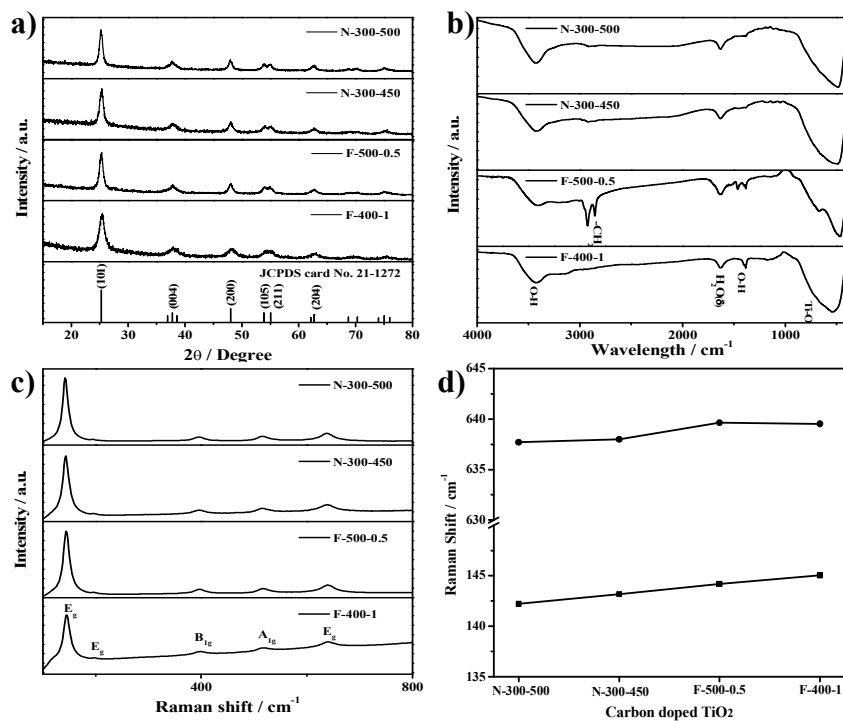 a)
N-300-500
N-300-450
F-500-0.5
F-400-1
JCPDS card No. 21-1272
(101)
(004)
(200)
(105)
(211)
(204)
Intensity / a.u.
20 30 40 50 60 70 80
2θ / Degree
b)
N-300-500
N-300-450
F-500-0.5
F-400-1
-CH2
O-H
H2Oδ
O-H
Ti-O
Intensity / a.u.
4000 3000 2000 1000
Wavelength / cm-1
c)
N-300-500
N-300-450
F-500-0.5
F-400-1
Eg
Eg
B1g
A1g
Eg
Intensity / a.u.
400 800
Raman shift / cm-1
d)
645
640
635
630
145
140
135
Raman Shift / cm-1
N-300-500 N-300-450 F-500-0.5 F-400-1
Carbon doped TiO2